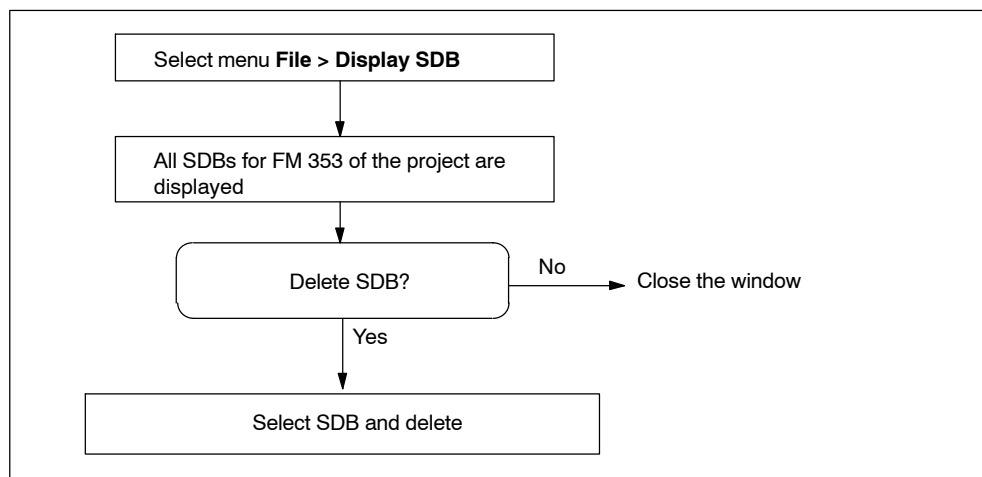 Select menu File > Display SDB
All SDBs for FM 353 of the project are
displayed
Delete SDB?
No
Close the window
Yes
Select SDB and delete